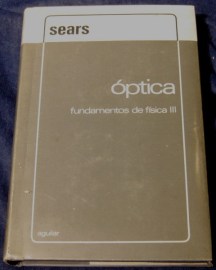 sears
óptica
fundamentos de física III
aguilar